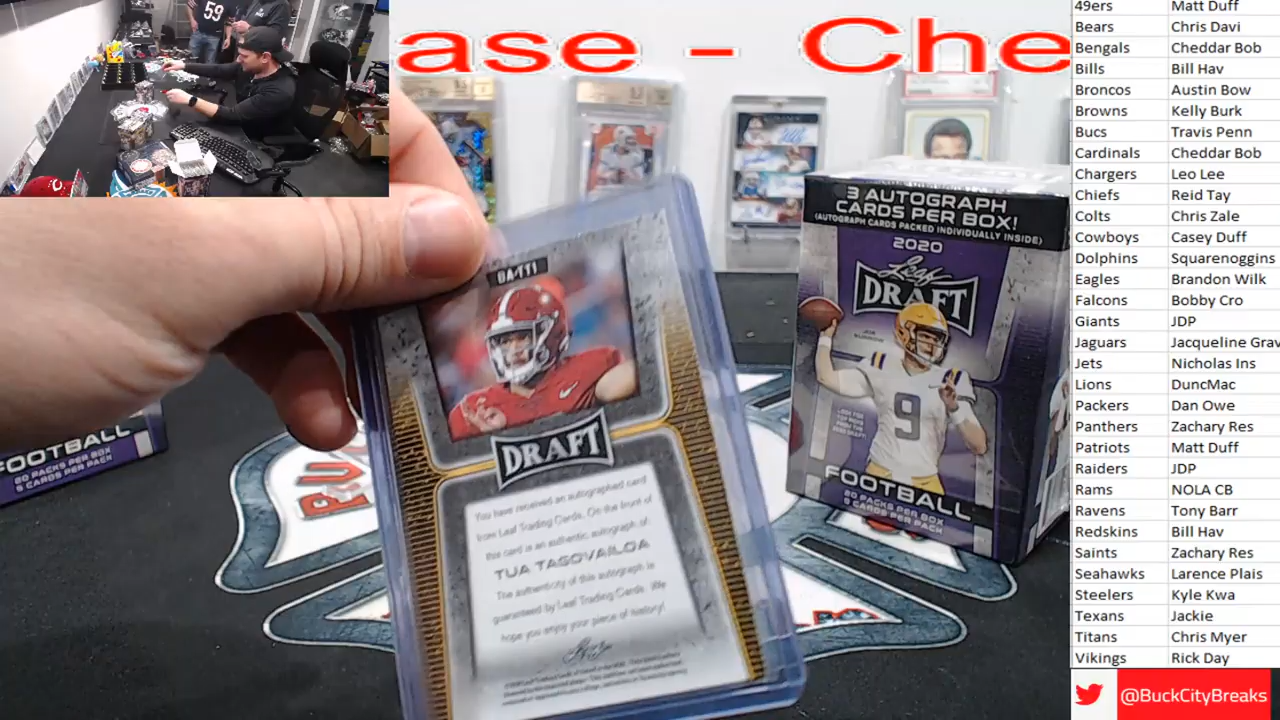 ase - Che
59
3 AUTOGRAPH
CARDS PER BOX!
(AUTOGRAPH CARDS PACKED INDIVIDUALLY INSIDE)
2020
Leaf
DRAFT
9
FOOTBALL
20 PACKS PER BOX
5 CARDS PER PACK
FOOTBALL
20 PACKS PER BOX
5 CARDS PER PACK
BA-TT1
DRAFT
You have received an autographed card
from Leaf Trading Cards. On the front of
this card is an authentic autograph of:
TUA TAGOVAILOA
The authenticity of this autograph is
guaranteed by Leaf Trading Cards. We
hope you enjoy your piece of history!
49ers Matt Duff
Bears Chris Davi
Bengals Cheddar Bob
Bills Bill Hav
Broncos Austin Bow
Browns Kelly Burk
Bucs Travis Penn
Cardinals Cheddar Bob
Chargers Leo Lee
Chiefs Reid Tay
Colts Chris Zale
Cowboys Casey Duff
Dolphins Squarenoggins
Eagles Brandon Wilk
Falcons Bobby Cro
Giants JDP
Jaguars Jacqueline Grav
Jets Nicholas Ins
Lions DuncMac
Packers Dan Owe
Panthers Zachary Res
Patriots Matt Duff
Raiders JDP
Rams NOLA CB
Ravens Tony Barr
Redskins Bill Hav
Saints Zachary Res
Seahawks Larence Plais
Steelers Kyle Kwa
Texans Jackie
Titans Chris Myer
Vikings Rick Day
@BuckCityBreaks